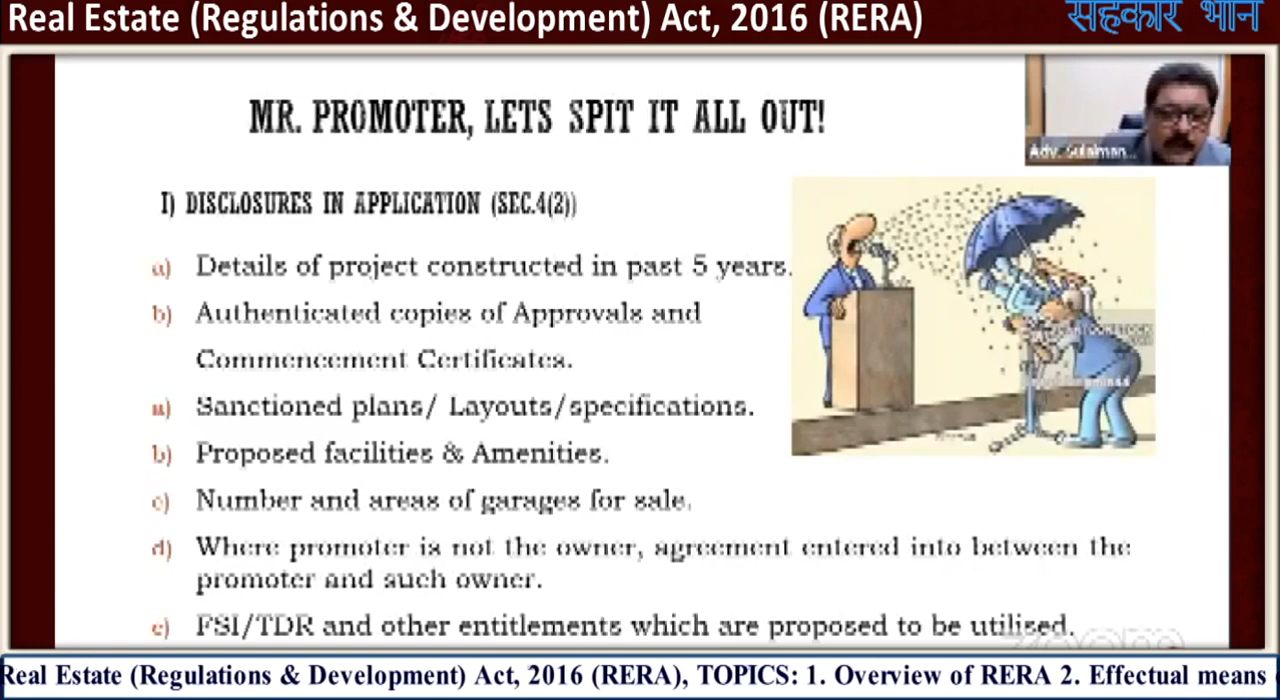 Real Estate (Regulations & Development) Act, 2016 (RERA)
सहकार भान
MR. PROMOTER, LETS SPIT IT ALL OUT!
Adv. Sulaiman...
I) DISCLOSURES IN APPLICATION (SEC.4(2))
a) Details of project constructed in past 5 years.
b) Authenticated copies of Approvals and
Commencement Certificates.
a) Sanctioned plans/ Layouts/specifications.
b) Proposed facilities & Amenities.
c) Number and areas of garages for sale.
d) Where promoter is not the owner, agreement entered into between the
promoter and such owner.
e) FSI/TDR and other entitlements which are proposed to be utilised.
zoom
Real Estate (Regulations & Development) Act, 2016 (RERA), TOPICS: 1. Overview of RERA 2. Effectual means